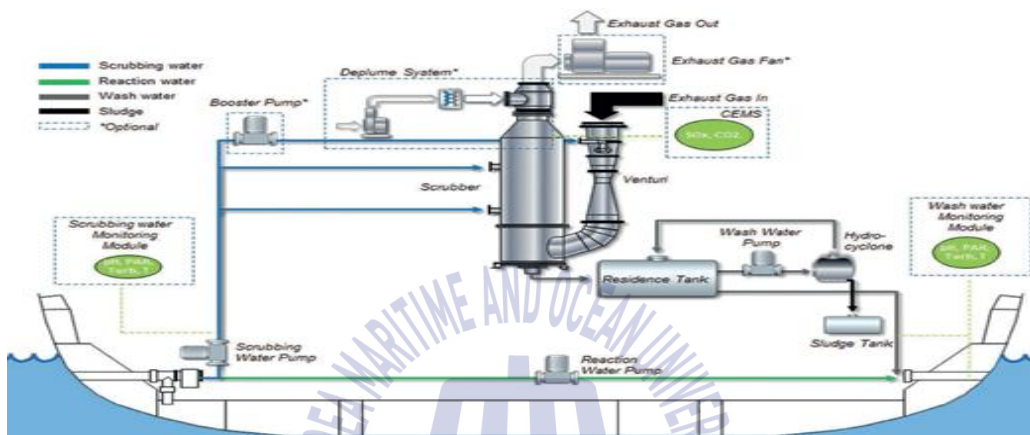 Scrubbing water
Reaction water
Wash water
Sludge
*Optional
Exhaust Gas Out
Exhaust Gas Fan*
Deplume System*
Booster Pump*
Exhaust Gas In
CEMS
SOx, CO2
Scrubber
Venturi
Scrubbing water
Monitoring
Module
pH, PAH,
Turb, T
Wash water
Monitoring
Module
pH, PAH,
Turb, T
Wash Water
Pump
Hydro-
cyclone
Residence Tank
Sludge Tank
Scrubbing
Water Pump
Reaction
Water Pump
EA MARITIME AND OCEAN UNIVER